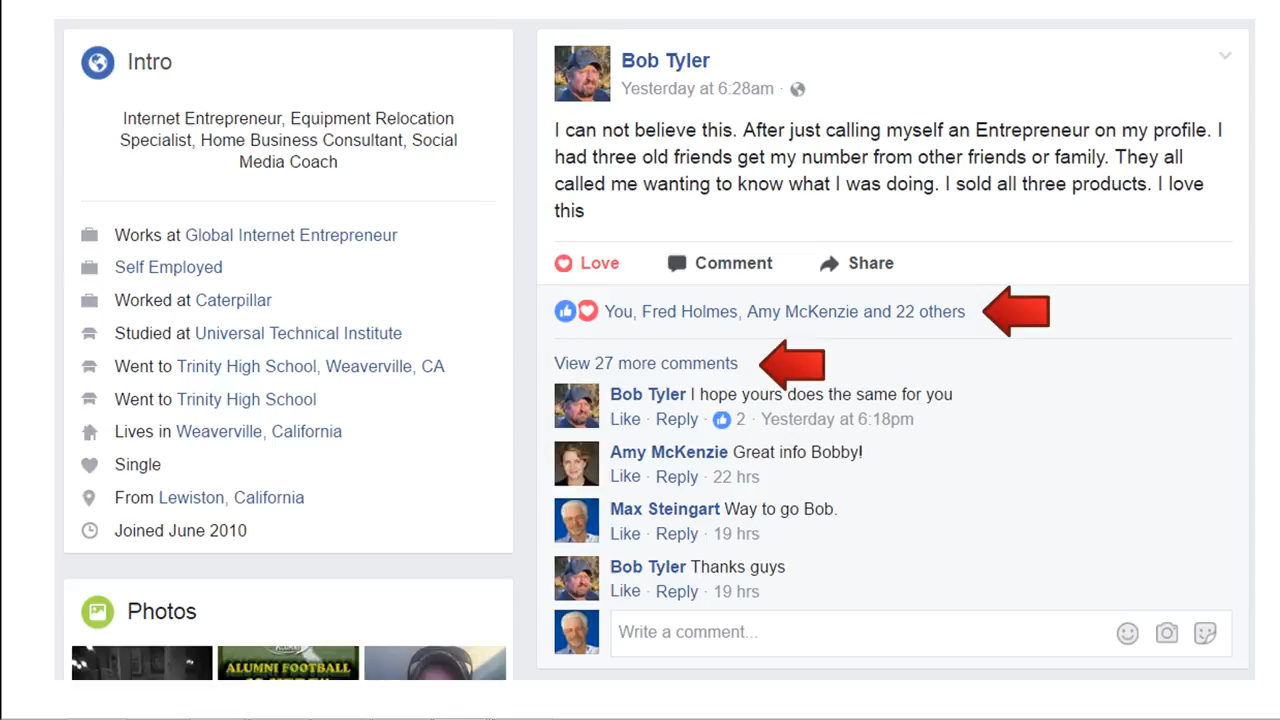 Intro
Internet Entrepreneur, Equipment Relocation
Specialist, Home Business Consultant, Social
Media Coach
Works at Global Internet Entrepreneur
Self Employed
Worked at Caterpillar
Studied at Universal Technical Institute
Went to Trinity High School, Weaverville, CA
Went to Trinity High School
Lives in Weaverville, California
Single
From Lewiston, California
Joined June 2010
Photos
ALUMNI FOOTBALL
Bob Tyler
Yesterday at 6:28am ·
I can not believe this. After just calling myself an Entrepreneur on my profile. I
had three old friends get my number from other friends or family. They all
called me wanting to know what I was doing. I sold all three products. I love
this
Love Comment Share
You, Fred Holmes, Amy McKenzie and 22 others
View 27 more comments
Bob Tyler I hope yours does the same for you
Like · Reply · 2 · Yesterday at 6:18pm
Amy McKenzie Great info Bobby!
Like · Reply · 22 hrs
Max Steingart Way to go Bob.
Like · Reply · 19 hrs
Bob Tyler Thanks guys
Like · Reply · 19 hrs
Write a comment...